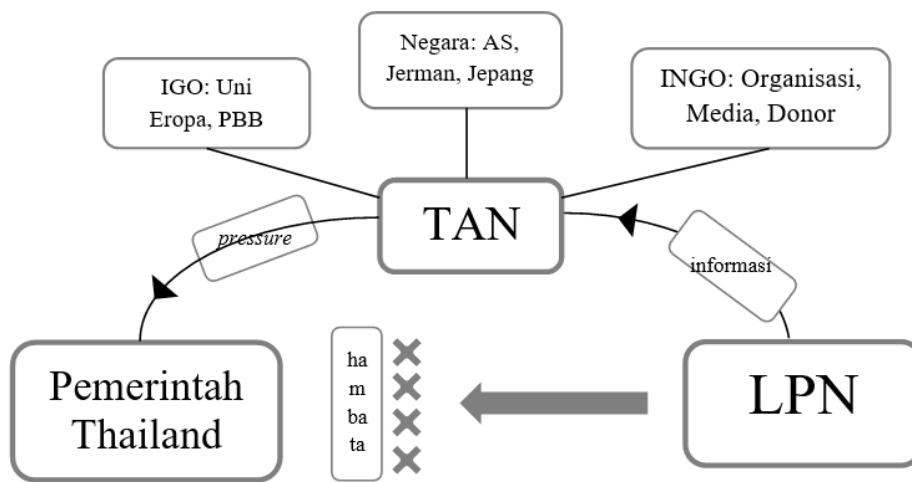 Negara: AS,
Jerman, Jepang
IGO: Uni
Eropa, PBB
INGO: Organisasi,
Media, Donor
TAN
pressure
informasi
Pemerintah
Thailand
ha
m
ba
ta
LPN